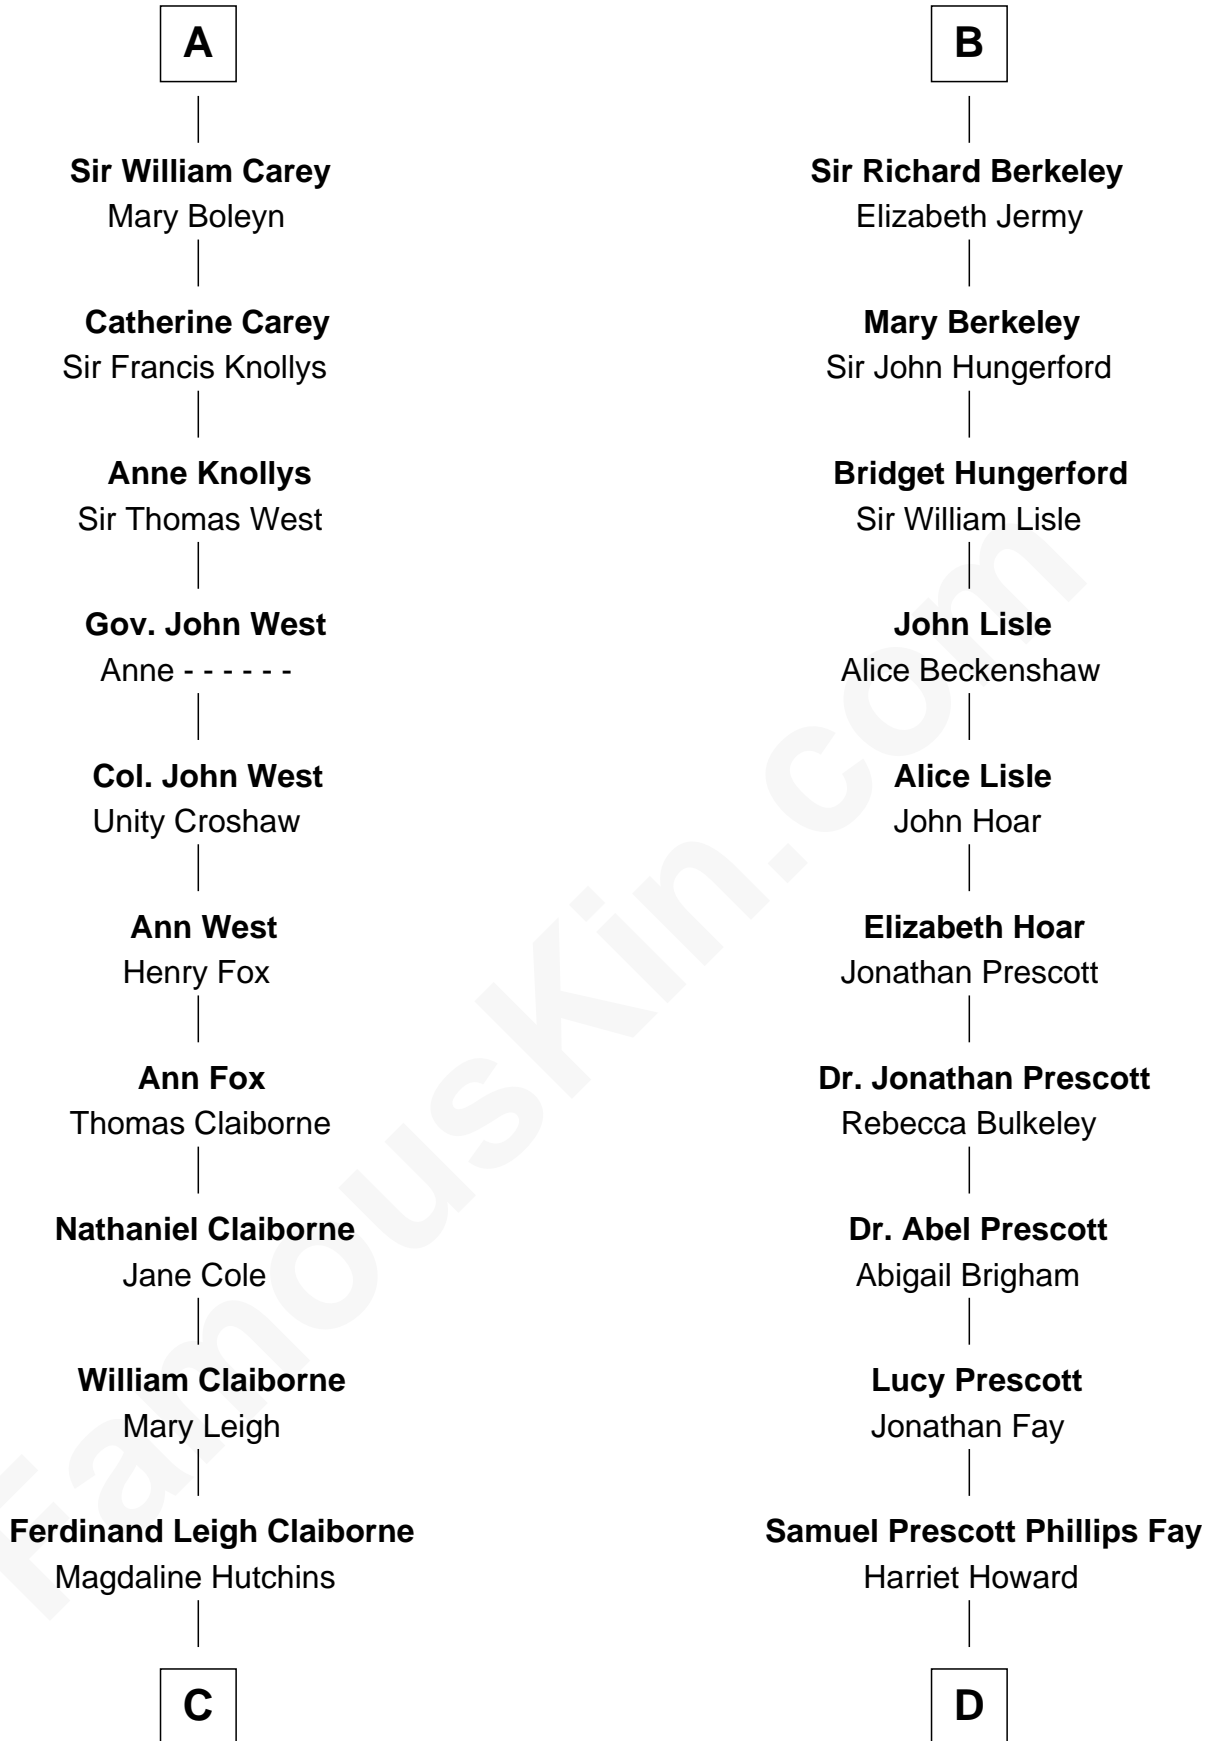 A
Sir William Carey
Mary Boleyn
Catherine Carey
Sir Francis Knollys
Anne Knollys
Sir Thomas West
Gov. John West
Anne - - - - - -
Col. John West
Unity Croshaw
Ann West
Henry Fox
Ann Fox
Thomas Claiborne
Nathaniel Claiborne
Jane Cole
William Claiborne
Mary Leigh
Ferdinand Leigh Claiborne
Magdaline Hutchins
C
B
Sir Richard Berkeley
Elizabeth Jermy
Mary Berkeley
Sir John Hungerford
Bridget Hungerford
Sir William Lisle
John Lisle
Alice Beckenshaw
Alice Lisle
John Hoar
Elizabeth Hoar
Jonathan Prescott
Dr. Jonathan Prescott
Rebecca Bulkeley
Dr. Abel Prescott
Abigail Brigham
Lucy Prescott
Jonathan Fay
Samuel Prescott Phillips Fay
Harriet Howard
D
FamousKin.com